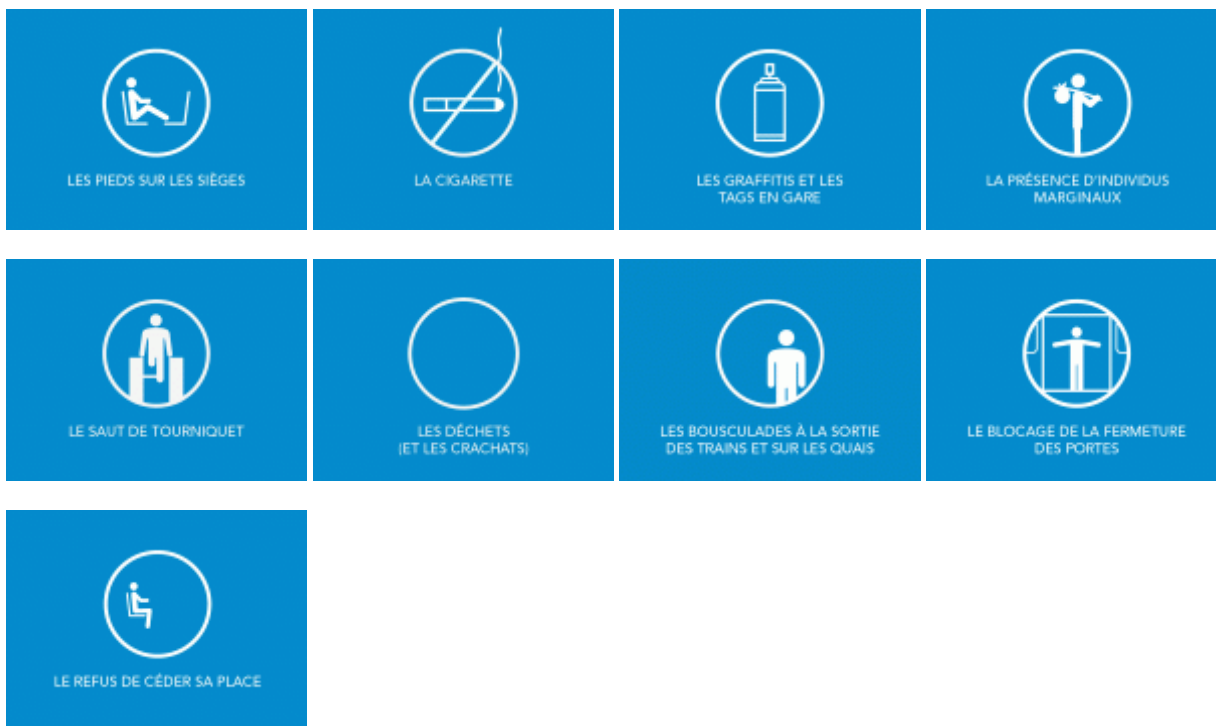 LES PIEDS SUR LES SIÈGES
LA CIGARETTE
LES GRAFFITIS ET LES
TAGS EN GARE
LA PRÉSENCE D'INDIVIDUS
MARGINAUX
LE SAUT DE TOURNIQUET
LES DÉCHETS
(ET LES CRACHATS)
LES BOUSCULADES À LA SORTIE
DES TRAINS ET SUR LES QUAIS
LE BLOCAGE DE LA FERMETURE
DES PORTES
LE REFUS DE CÉDER SA PLACE